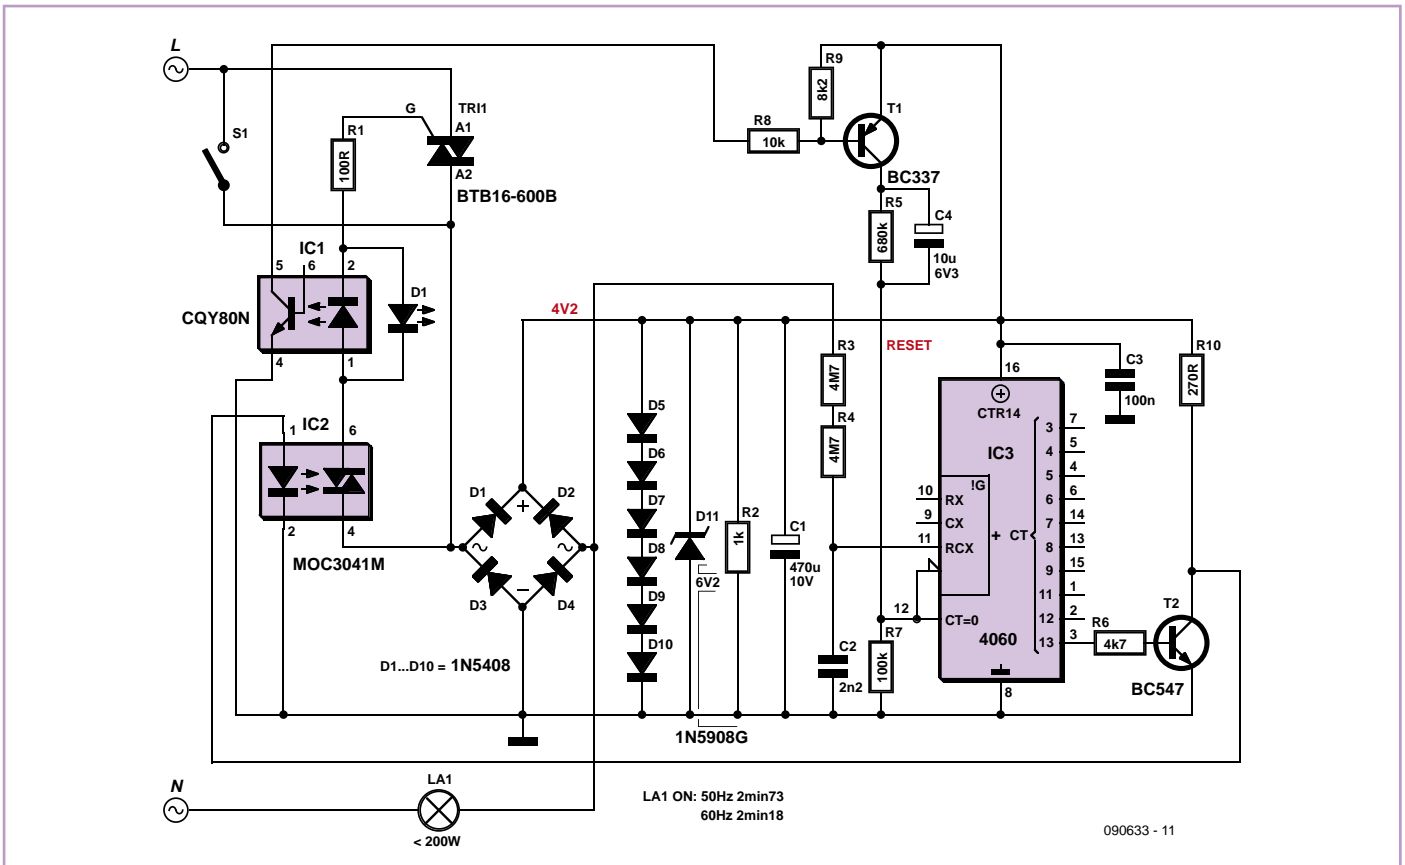 L
S1
R1
100R
G
TRI1
A1
A2
BTB16-600B
R8
10k
R9
8k2
T1
BC337
R5
680k
C4
10u
6V3
IC1
5
6
2
CQY80N
4
1
D1
4V2
RESET
IC2
1
6
2
4
MOC3041M
D1
D2
D3
D4
+
−
D1...D10 = 1N5408
D5
D6
D7
D8
D9
D10
D11
6V2
1N5908G
R2
1k
C1
470u
10V
R3
4M7
R4
4M7
C2
2n2
R7
100k
16
+
CTR14
IC3
!G
10
RX
9
CX
11
RCX
+
CT
12
CT=0
4060
8
3
7
4
5
5
4
6
6
7
14
8
13
9
15
11
1
12
2
13
3
C3
100n
R10
270R
R6
4k7
T2
BC547
N
LA1
< 200W
LA1 ON: 50Hz 2min73
60Hz 2min18
090633 - 11